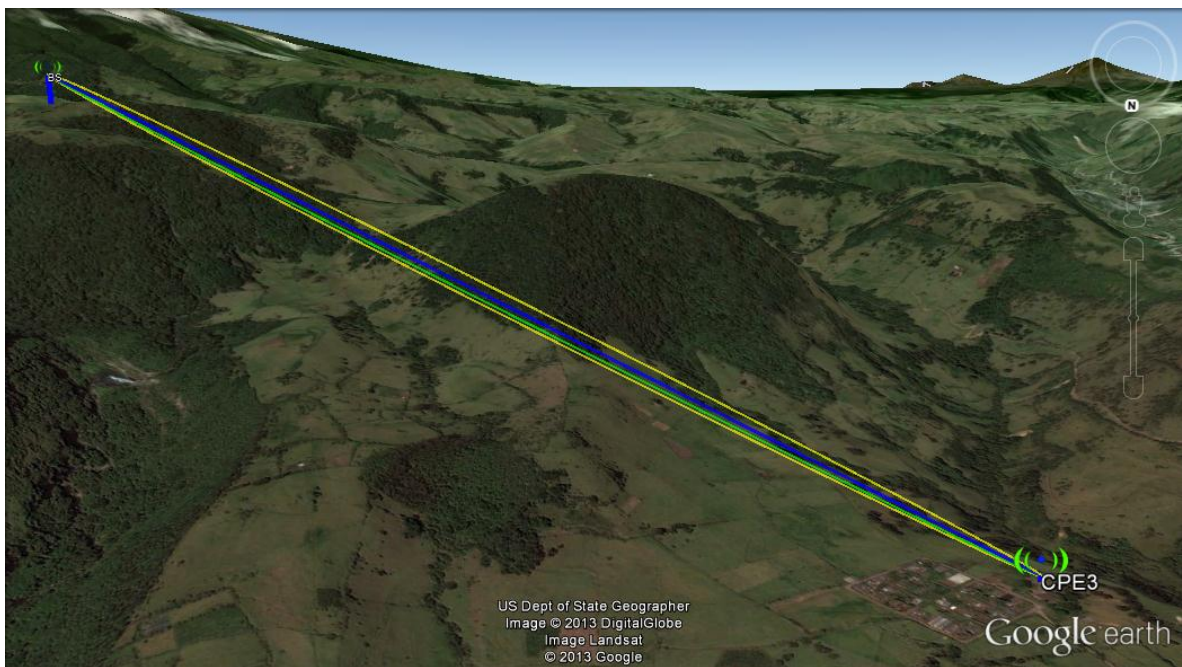 BS
N
CPE3
US Dept of State Geographer
Image © 2013 DigitalGlobe
Image Landsat
© 2013 Google
Google earth